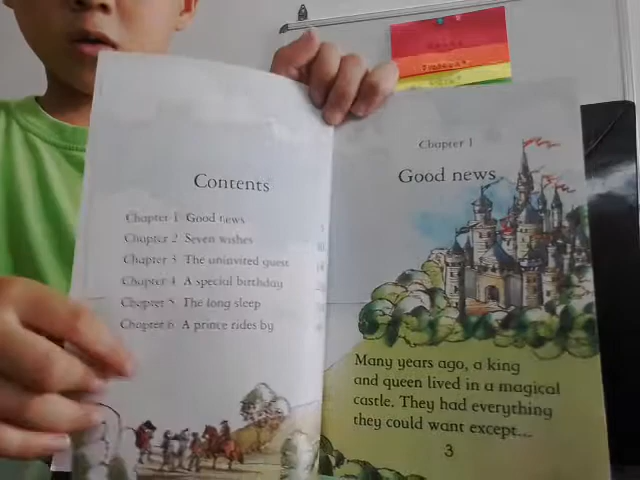 Contents
Chapter 1 Good news
Chapter 2 Seven wishes
Chapter 3 The uninvited guest
Chapter 4 A special birthday
Chapter 5 The long sleep
Chapter 6 A prince rides by
Chapter 1
Good news
Many years ago, a king
and queen lived in a magical
castle. They had everything
they could want except...
3